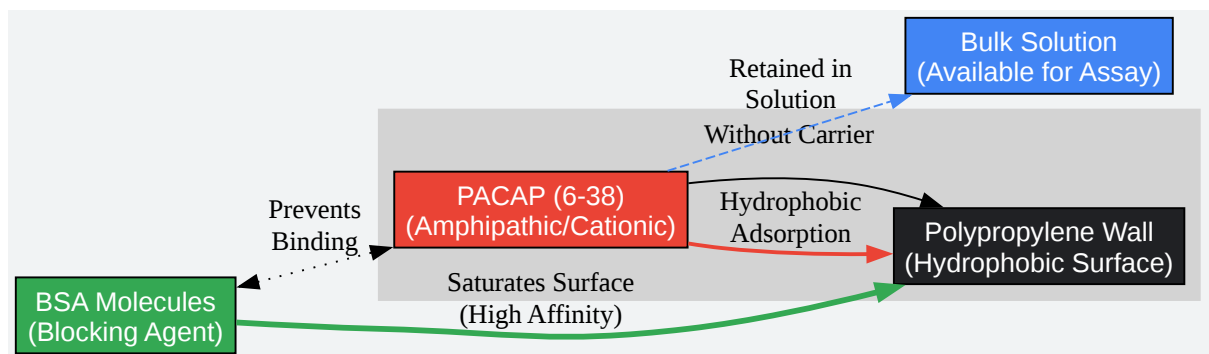 Bulk Solution
(Available for Assay)
Retained in
Solution
Without Carrier
PACAP (6-38)
(Amphipathic/Cationic)
Hydrophobic
Adsorption
Polypropylene Wall
(Hydrophobic Surface)
Prevents
Binding
Saturates Surface
(High Affinity)
BSA Molecules
(Blocking Agent)